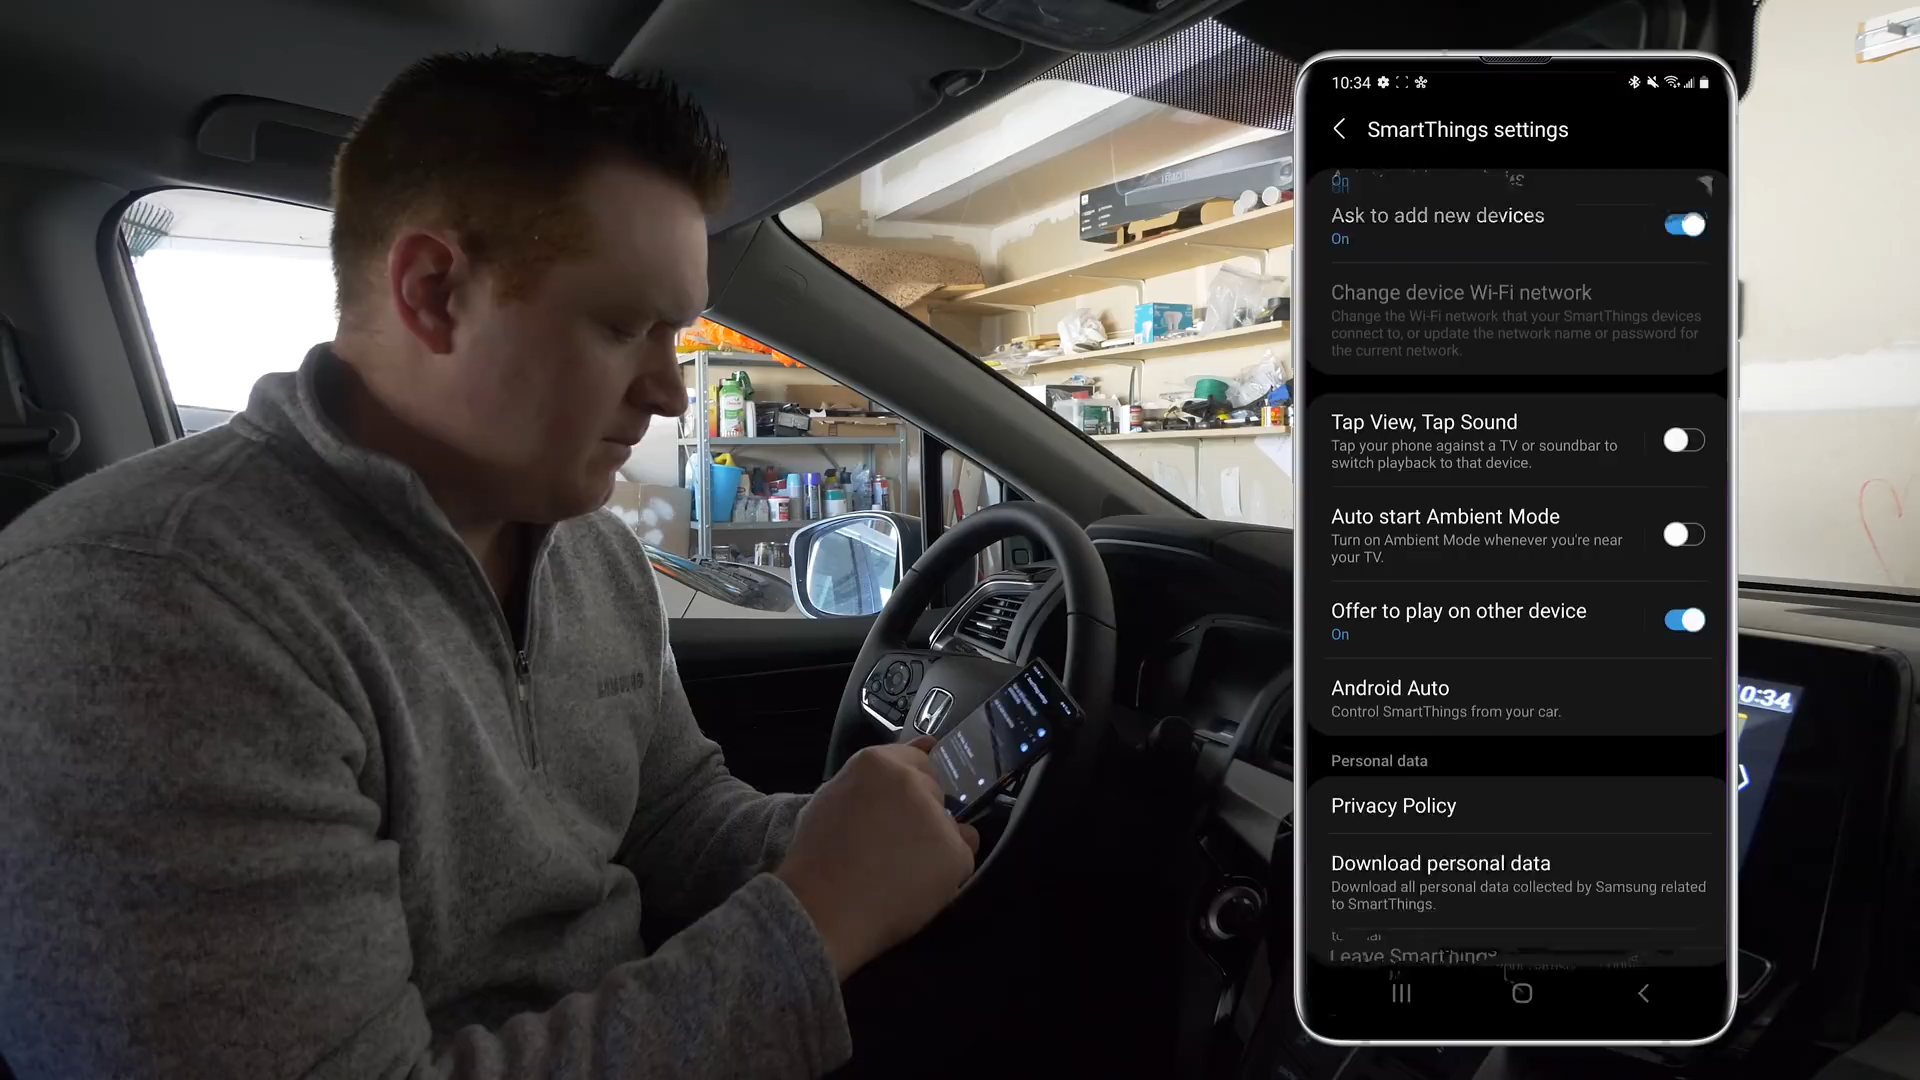 10:34
SmartThings settings
On
Ask to add new devices
On
Change device Wi-Fi network
Change the Wi-Fi network that your SmartThings devices
connect to, or update the network name or password for
the current network.
Tap View, Tap Sound
Tap your phone against a TV or soundbar to
switch playback to that device.
Auto start Ambient Mode
Turn on Ambient Mode whenever you're near
your TV.
Offer to play on other device
On
Android Auto
Control SmartThings from your car.
Personal data
Privacy Policy
Download personal data
Download all personal data collected by Samsung related
to SmartThings.
Leave SmartThings
SAMSUNG
0:34